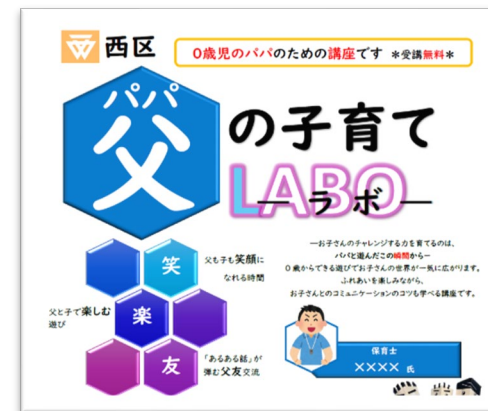 西区
0歳児のパパのための講座です *受講無料*
パパ
父の子育て
LABO
―ラボ―
―お子さんのチャレンジする力を育てるのは、
パパと遊んだこの瞬間から―
0歳からできる遊びでお子さんの世界が一気に広がります。
ふれあいを楽しみながら、
お子さんとのコミュニケーションのコツも学べる講座です。
笑
父も子も笑顔に
なれる時間
父と子で楽しむ
遊び
楽
友
「あるある話」が
弾む父友交流
保育士
×××× 氏